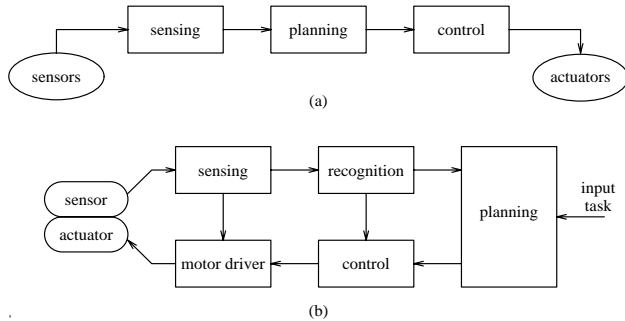 sensing
planning
control
sensors
actuators
(a)
sensing
recognition
sensor
actuator
planning
input
task
motor driver
control
(b)